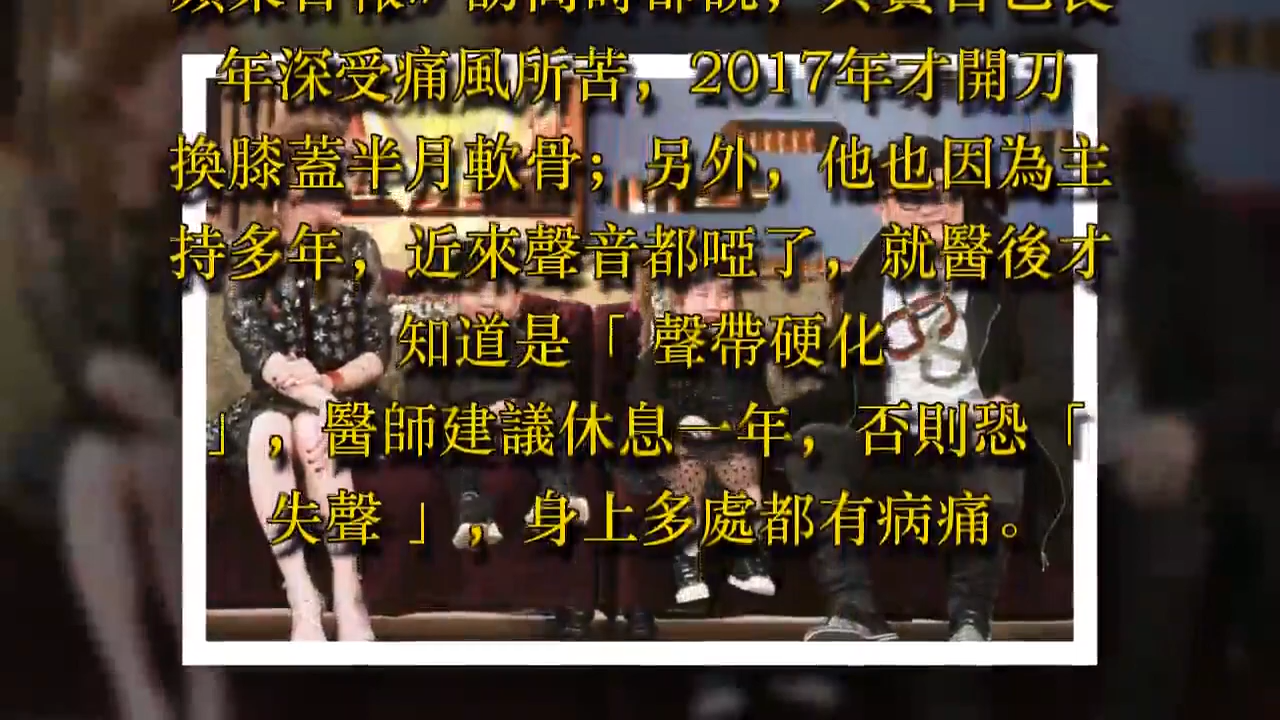 年深受痛風所苦，2017年才開刀
換膝蓋半月軟骨；另外，他也因為主
持多年，近來聲音都啞了，就醫後才
知道是「 聲帶硬化
」，醫師建議休息一年，否則恐「
失聲 」，身上多處都有病痛。